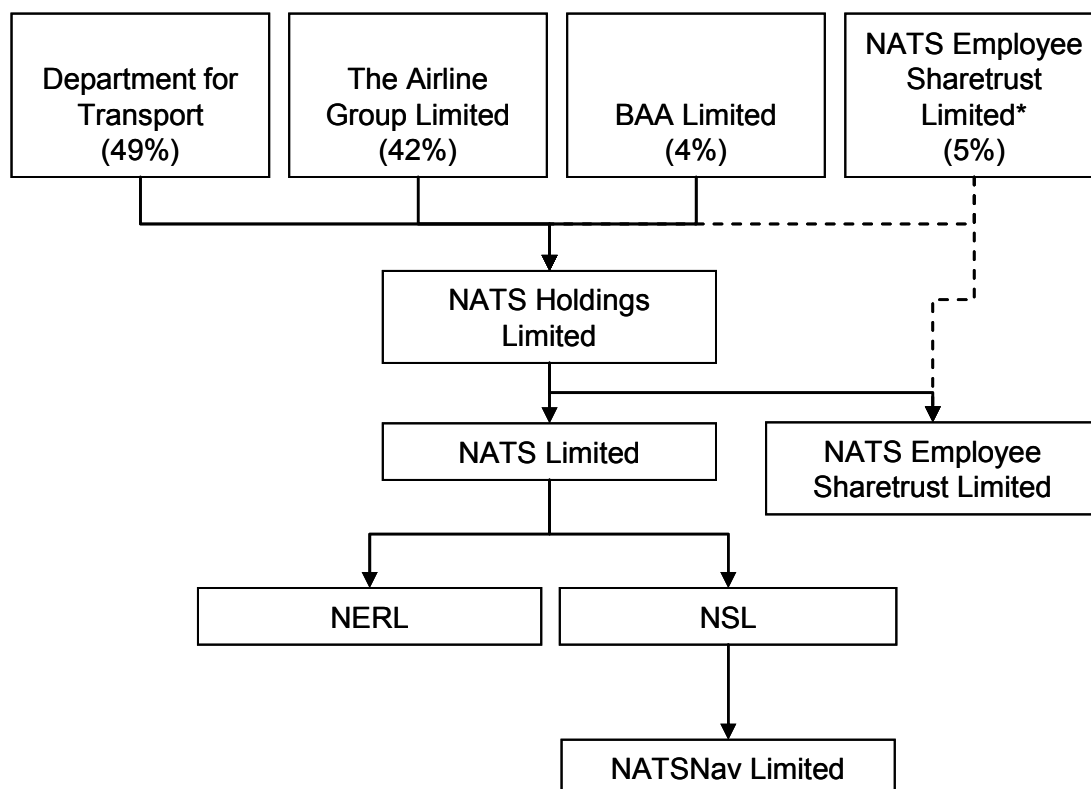 Department for
Transport
(49%)
The Airline
Group Limited
(42%)
BAA Limited
(4%)
NATS Employee
Sharetrust
Limited*
(5%)
NATS Holdings
Limited
NATS Limited
NATS Employee
Sharetrust Limited
NERL
NSL
NATSNav Limited